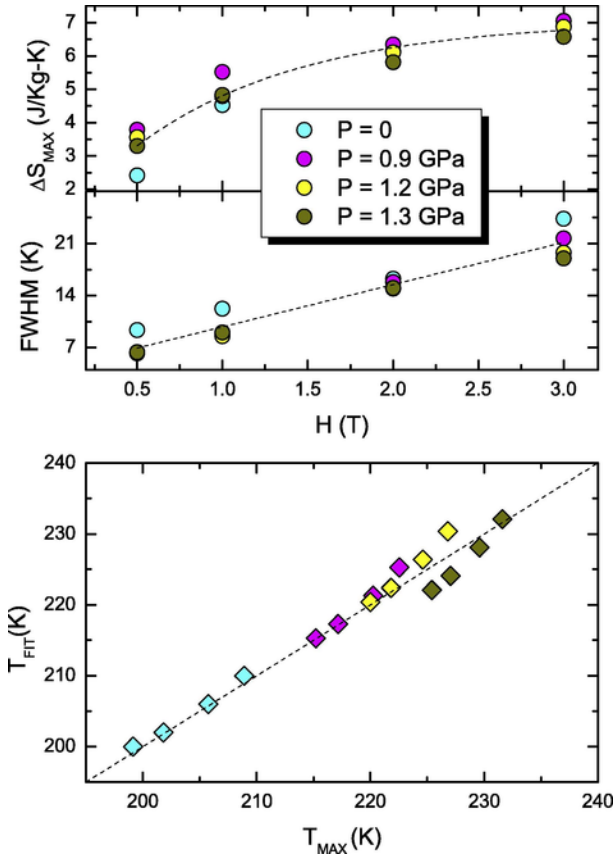 7
6
5
4
3
2
ΔS_MAX (J/Kg-K)
P = 0
P = 0.9 GPa
P = 1.2 GPa
P = 1.3 GPa
21
14
7
FWHM (K)
0.5 1.0 1.5 2.0 2.5 3.0
H (T)
240
230
220
210
200
T_FIT(K)
200 210 220 230 240
T_MAX (K)